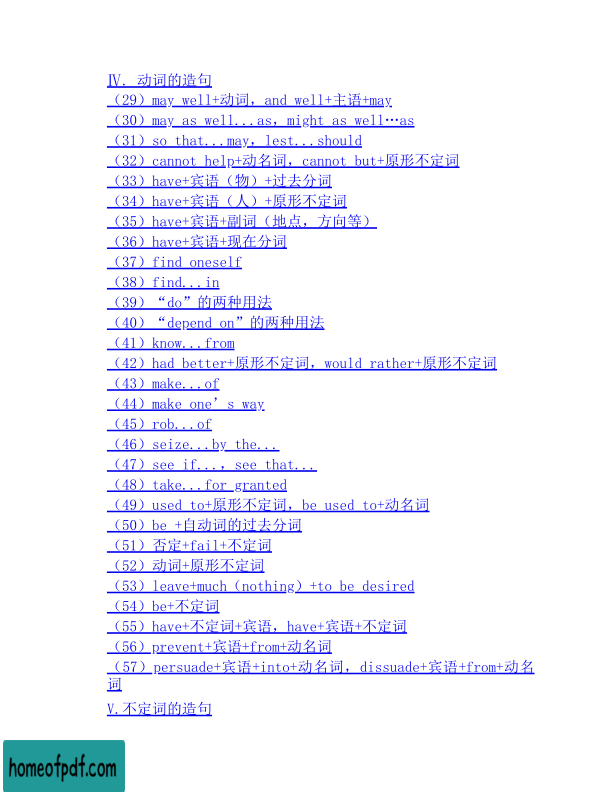 Ⅳ. 动词的造句
（29）may well+动词，and well+主语+may
（30）may as well...as，might as well…as
（31）so that...may，lest...should
（32）cannot help+动名词，cannot but+原形不定词
（33）have+宾语（物）+过去分词
（34）have+宾语（人）+原形不定词
（35）have+宾语+副词（地点，方向等）
（36）have+宾语+现在分词
（37）find oneself
（38）find...in
（39）“do”的两种用法
（40）“depend on”的两种用法
（41）know...from
（42）had better+原形不定词，would rather+原形不定词
（43）make...of
（44）make one’s way
（45）rob...of
（46）seize...by the...
（47）see if...，see that...
（48）take...for granted
（49）used to+原形不定词，be used to+动名词
（50）be +自动词的过去分词
（51）否定+fail+不定词
（52）动词+原形不定词
（53）leave+much（nothing）+to be desired
（54）be+不定词
（55）have+不定词+宾语，have+宾语+不定词
（56）prevent+宾语+from+动名词
（57）persuade+宾语+into+动名词，dissuade+宾语+from+动名
词
V.不定词的造句
homeofpdf.com